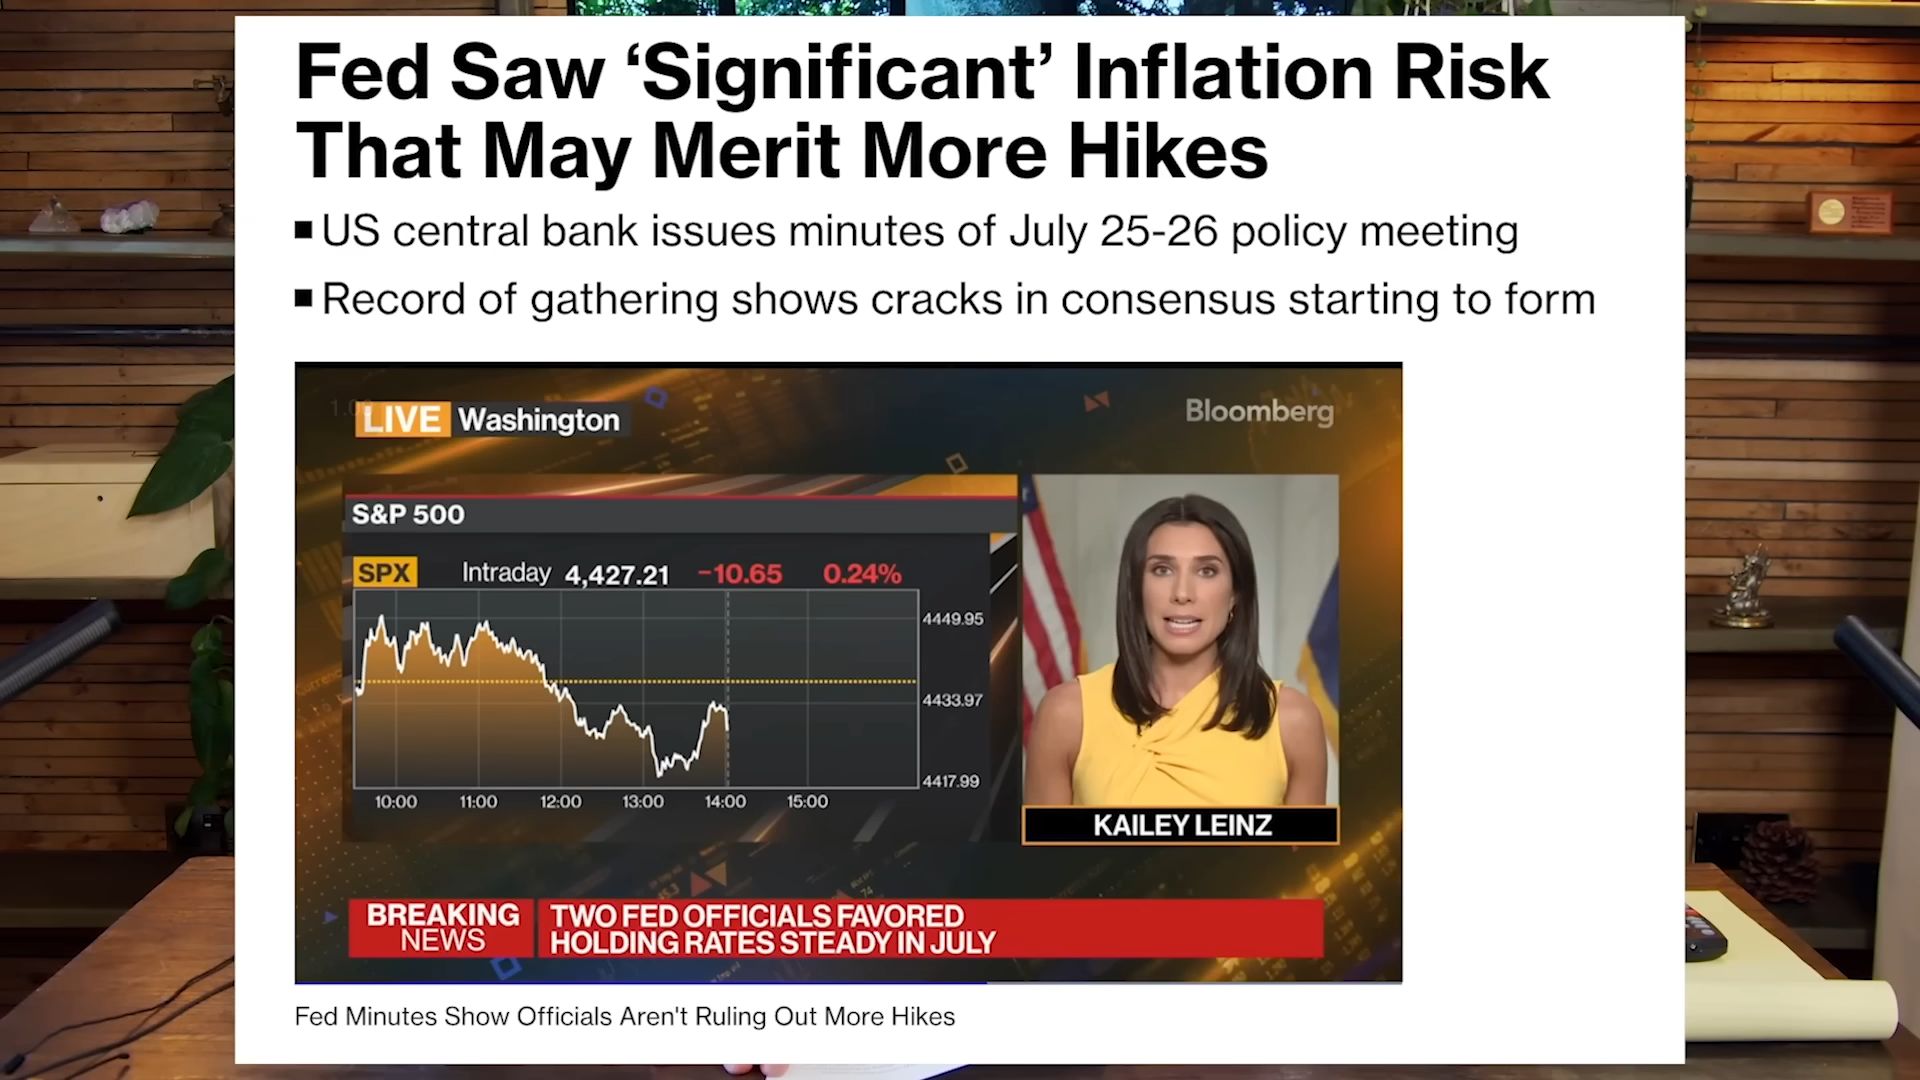 Fed Saw ‘Significant’ Inflation Risk
That May Merit More Hikes
■ US central bank issues minutes of July 25-26 policy meeting
■ Record of gathering shows cracks in consensus starting to form
LIVE Washington
Bloomberg
S&P 500
SPX Intraday 4,427.21 −10.65 0.24%
4449.95
4433.97
4417.99
10:00 11:00 12:00 13:00 14:00 15:00
KAILEY LEINZ
BREAKING NEWS
TWO FED OFFICIALS FAVORED
HOLDING RATES STEADY IN JULY
Fed Minutes Show Officials Aren't Ruling Out More Hikes